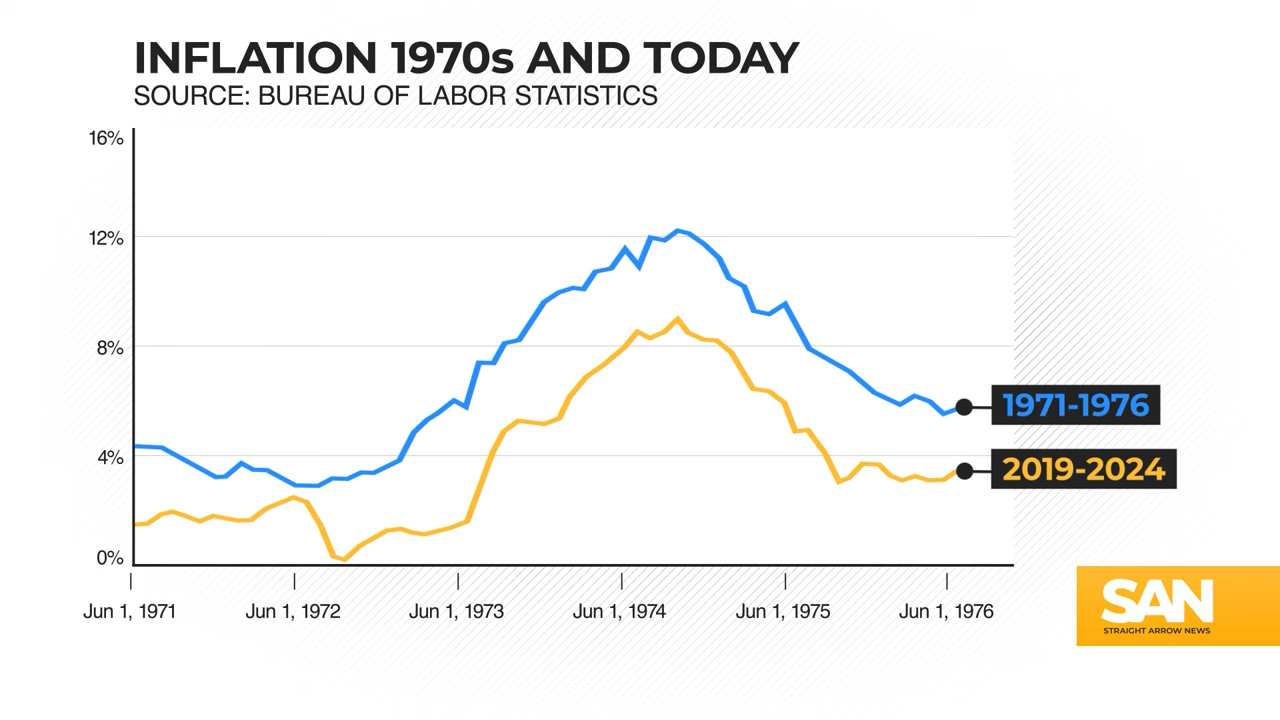 INFLATION 1970s AND TODAY
SOURCE: BUREAU OF LABOR STATISTICS
16%
12%
8%
4%
0%
1971-1976
2019-2024
Jun 1, 1971
Jun 1, 1972
Jun 1, 1973
Jun 1, 1974
Jun 1, 1975
Jun 1, 1976
SAN
STRAIGHT ARROW NEWS